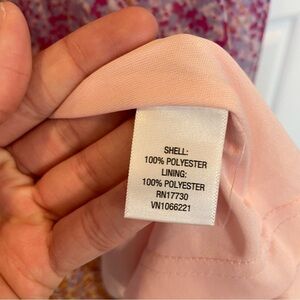 SHELL:
100% POLYESTER
LINING:
100% POLYESTER
RN17730
VN1066221